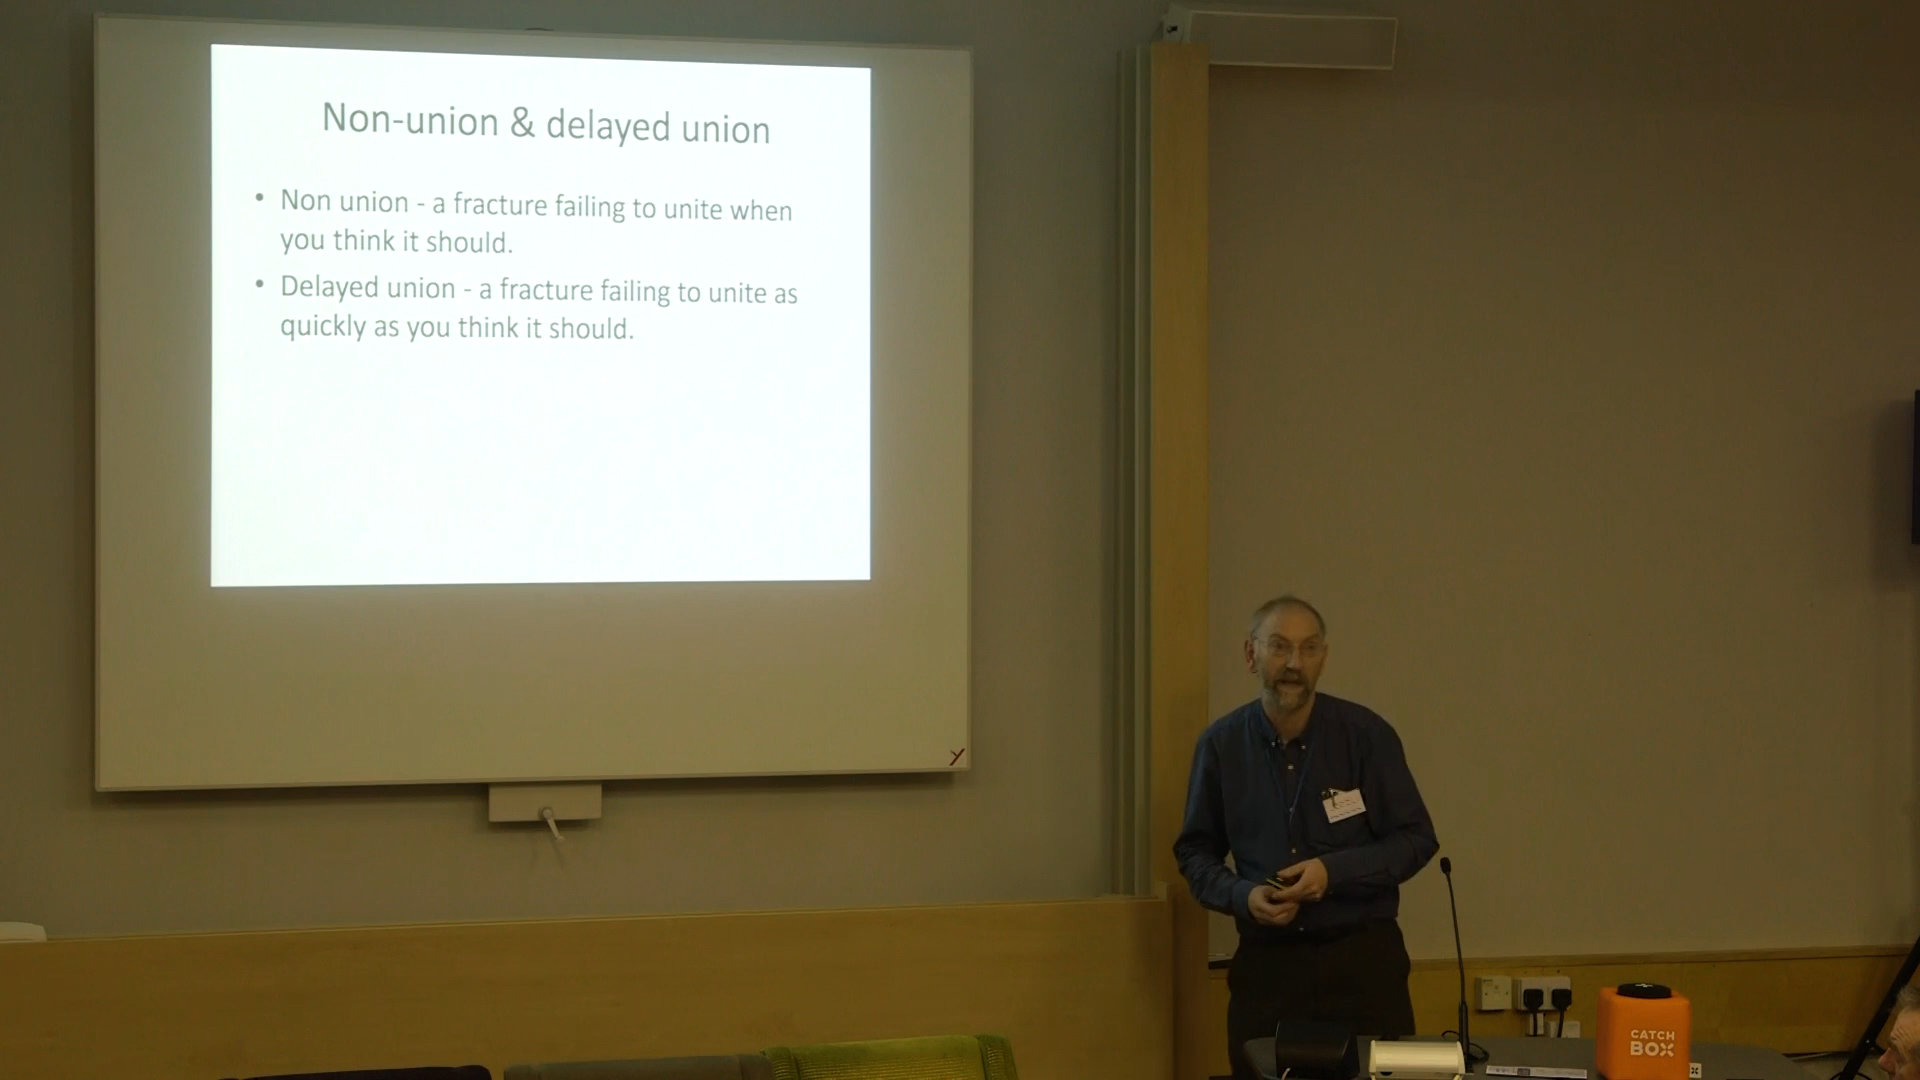 Non-union & delayed union
• Non union - a fracture failing to unite when
you think it should.
• Delayed union - a fracture failing to unite as
quickly as you think it should.
CATCH
BOX